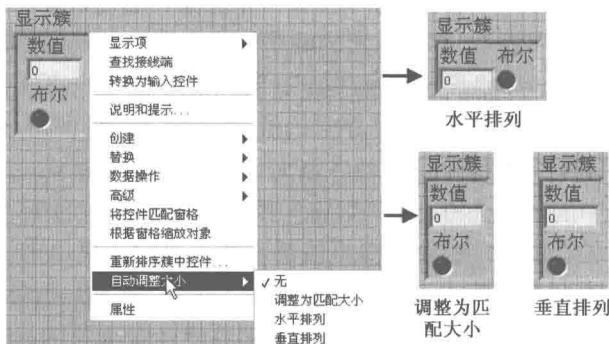 显示簇
数值
0
布尔
显示项
查找接线端
转换为输入控件
说明和提示...
创建
替换
数据操作
高级
将控件匹配窗格
根据窗格缩放对象
重新排序簇中控件...
自动调整大小
属性
✓ 无
调整为匹配大小
水平排列
垂直排列
显示簇
数值 布尔
0
水平排列
显示簇
数值
0
布尔
调整为匹
配大小
显示簇
数值
0
布尔
垂直排列